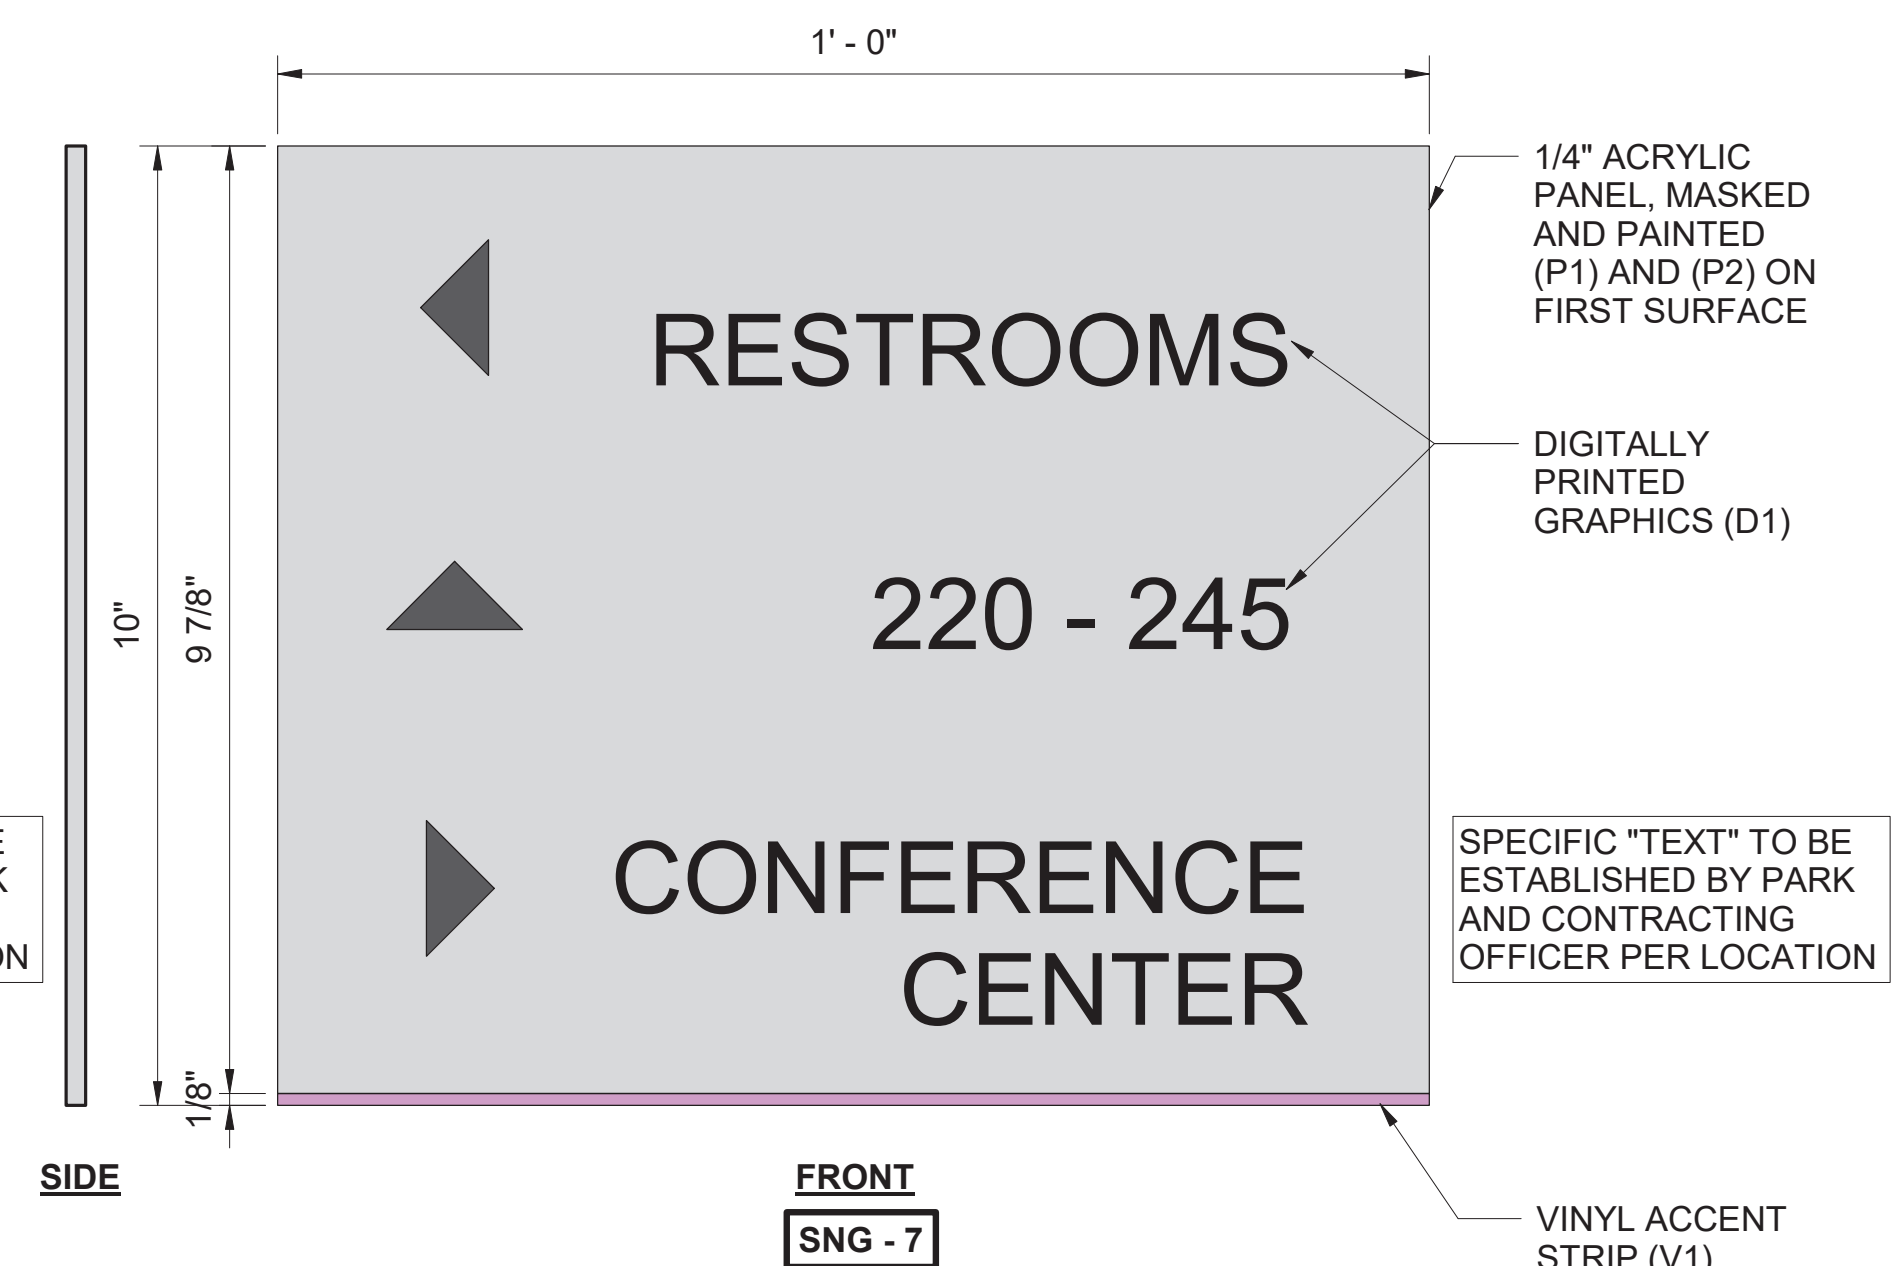 1' - 0"
10"
9 7/8"
1/8"
RESTROOMS
220 - 245
CONFERENCE
CENTER
1/4" ACRYLIC
PANEL, MASKED
AND PAINTED
(P1) AND (P2) ON
FIRST SURFACE
DIGITALLY
PRINTED
GRAPHICS (D1)
SPECIFIC "TEXT" TO BE
ESTABLISHED BY PARK
AND CONTRACTING
OFFICER PER LOCATION
VINYL ACCENT
STRIP (V1)
SIDE
FRONT
SNG - 7